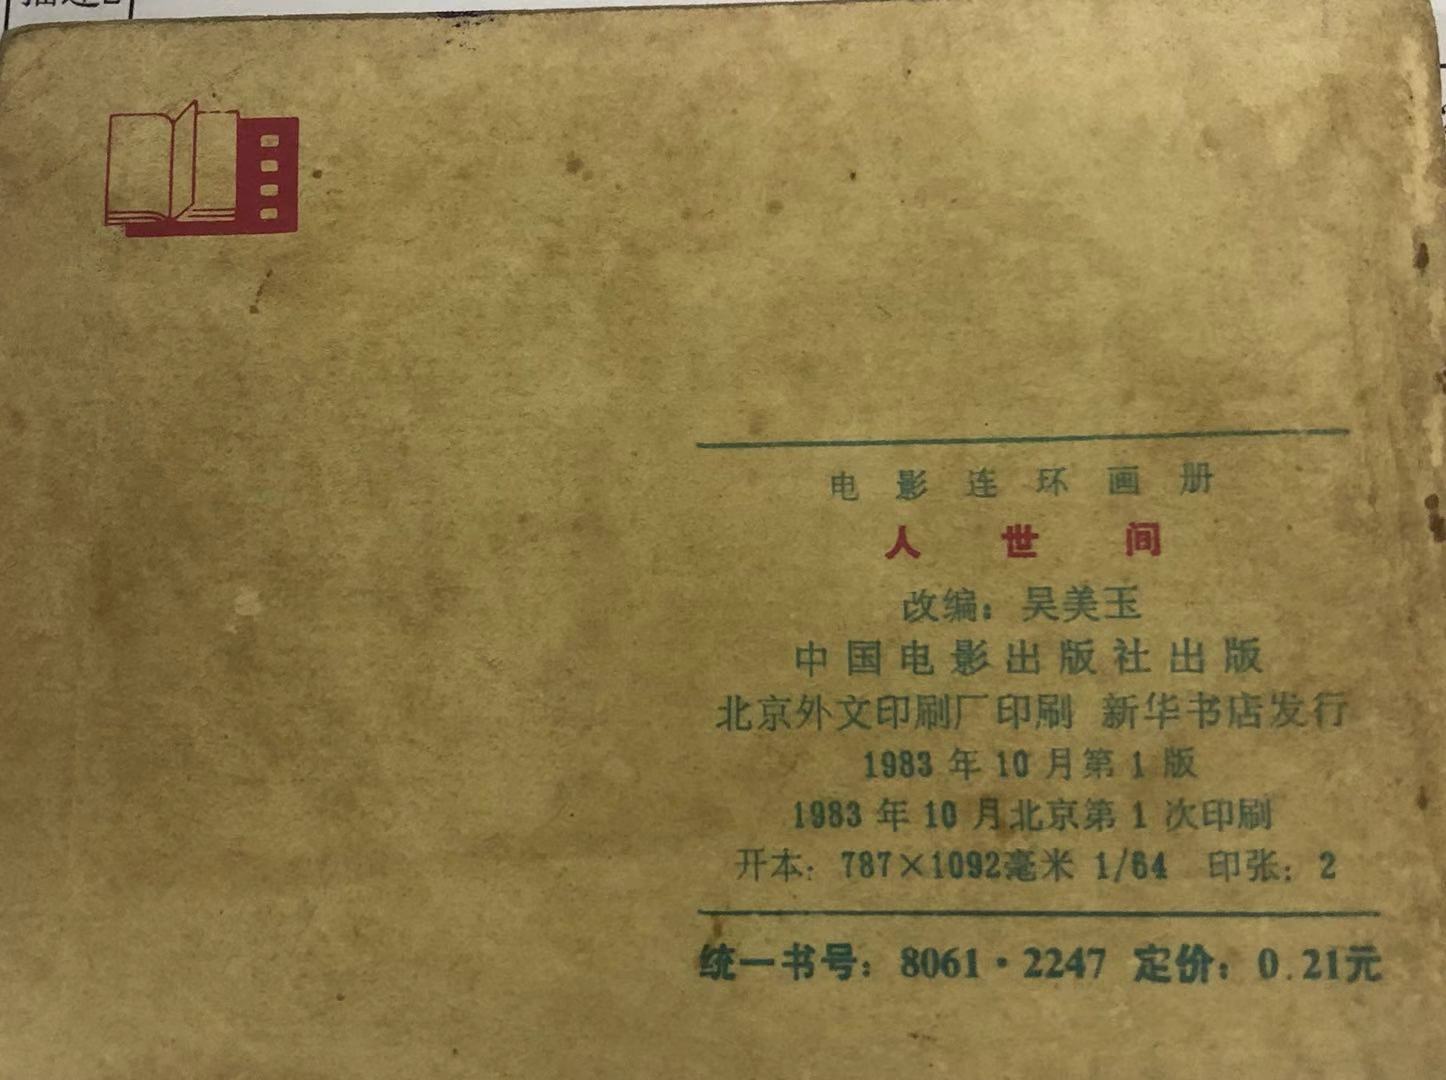 电影连环画册
人世间
改编：吴美玉
中国电影出版社出版
北京外文印刷厂印刷 新华书店发行
1983年10月第1版
1983年10月北京第1次印刷
开本：787×1092毫米 1/64 印张：2
统一书号：8061·2247 定价：0.21元